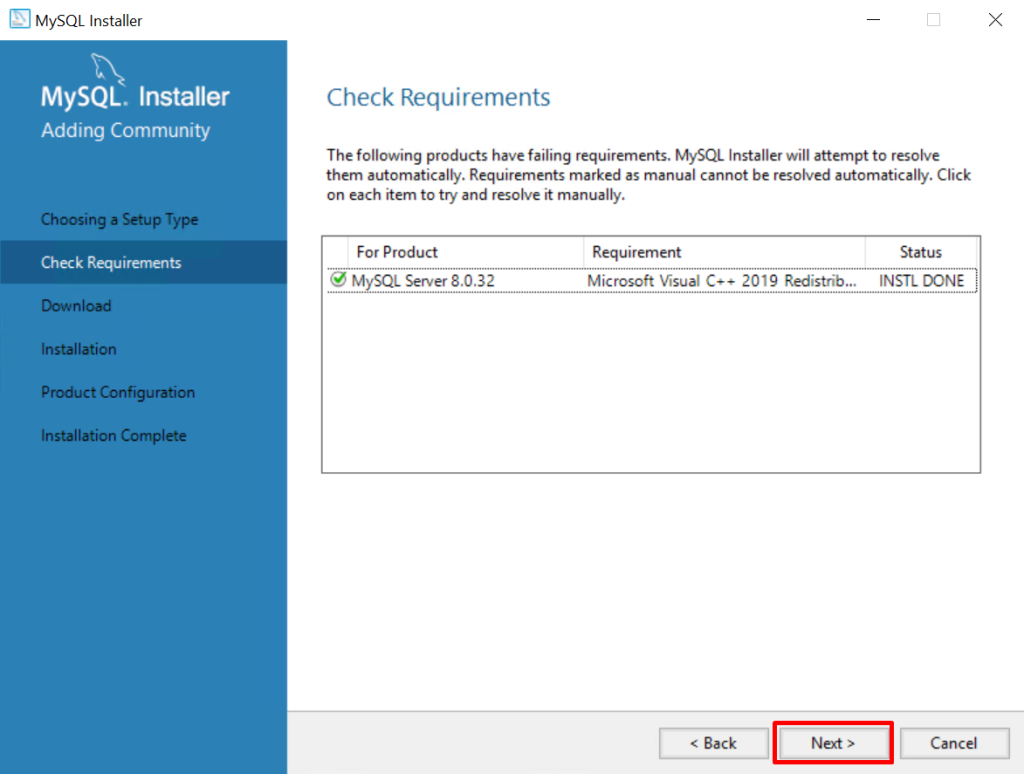 MySQL Installer
MySQL. Installer
Adding Community
Choosing a Setup Type
Check Requirements
Download
Installation
Product Configuration
Installation Complete
Check Requirements
The following products have failing requirements. MySQL Installer will attempt to resolve
them automatically. Requirements marked as manual cannot be resolved automatically. Click
on each item to try and resolve it manually.
For Product Requirement Status
MySQL Server 8.0.32 Microsoft Visual C++ 2019 Redistrib... INSTL DONE
< Back Next > Cancel